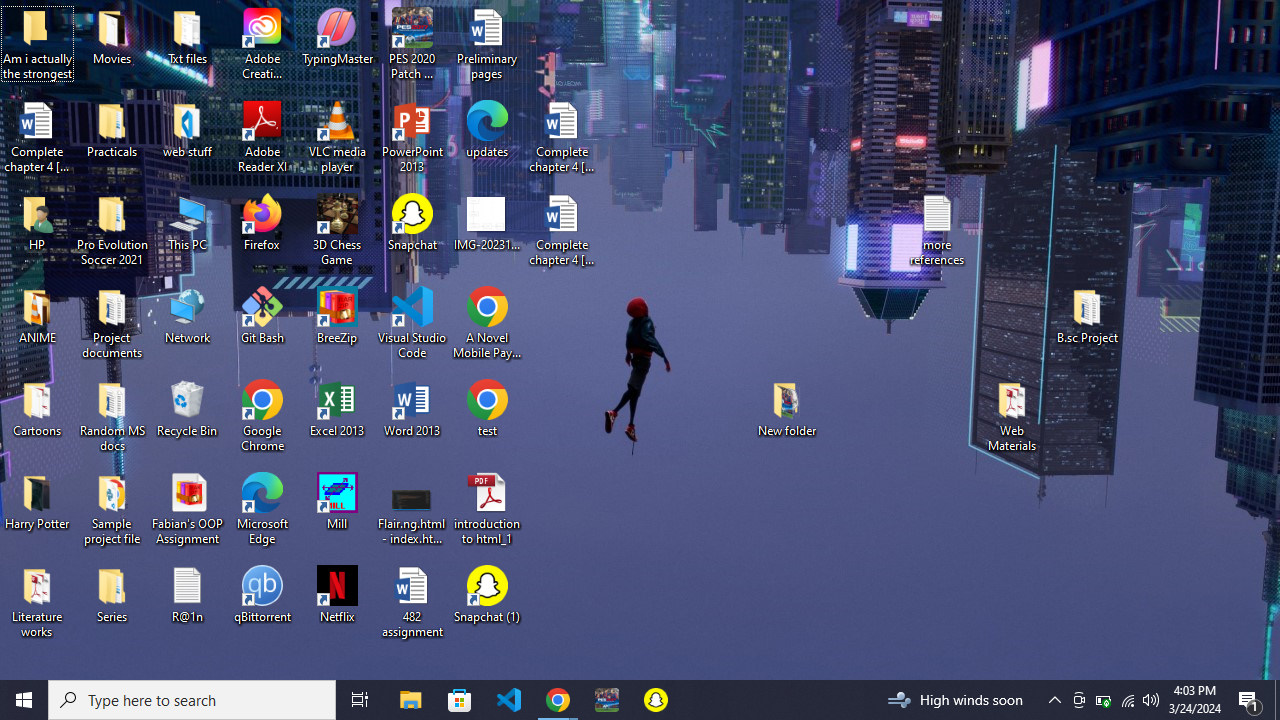 Am i actually
the strongest
Movies
Txt files
Adobe
Creati...
TypingMaster
PES 2020
Patch ...
Preliminary
pages
Complete
chapter 4 [...
Practicals
web stuff
Adobe
Reader XI
VLC media
player
PowerPoint
2013
updates
Complete
chapter 4 [...
HP
Pro Evolution
Soccer 2021
This PC
Firefox
3D Chess
Game
Snapchat
IMG-20231...
Complete
chapter 4 [...
more
references
ANIME
Project
documents
Network
Git Bash
BreeZip
Visual Studio
Code
A Novel
Mobile Pay...
B.sc Project
Cartoons
Random MS
docs
Recycle Bin
Google
Chrome
Excel 2013
Word 2013
test
New folder
Web
Materials
Harry Potter
Sample
project file
Fabian's OOP
Assignment
Microsoft
Edge
Mill
Flair.ng.html
- index.ht...
PDF
introduction
to html_1
Literature
works
Series
R@1n
qBittorrent
Netflix
482
assignment
Snapchat (1)
Type here to search
High winds soon
4:03 PM
3/24/2024
1